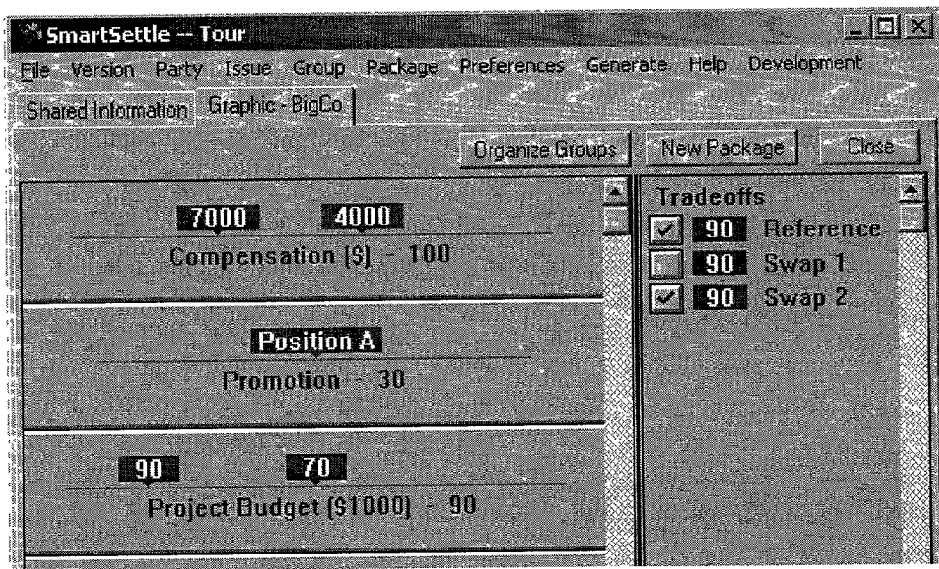 SmartSettle -- Tour
File Version Party Issue Group Package Preferences Generate Help Development
Shared Information Graphic - BigCo
Organize Groups New Package Close
7000 4000
Compensation ($) - 100
Position A
Promotion - 30
90 70
Project Budget ($1000) - 90
Tradeoffs
90 Reference
90 Swap 1
90 Swap 2